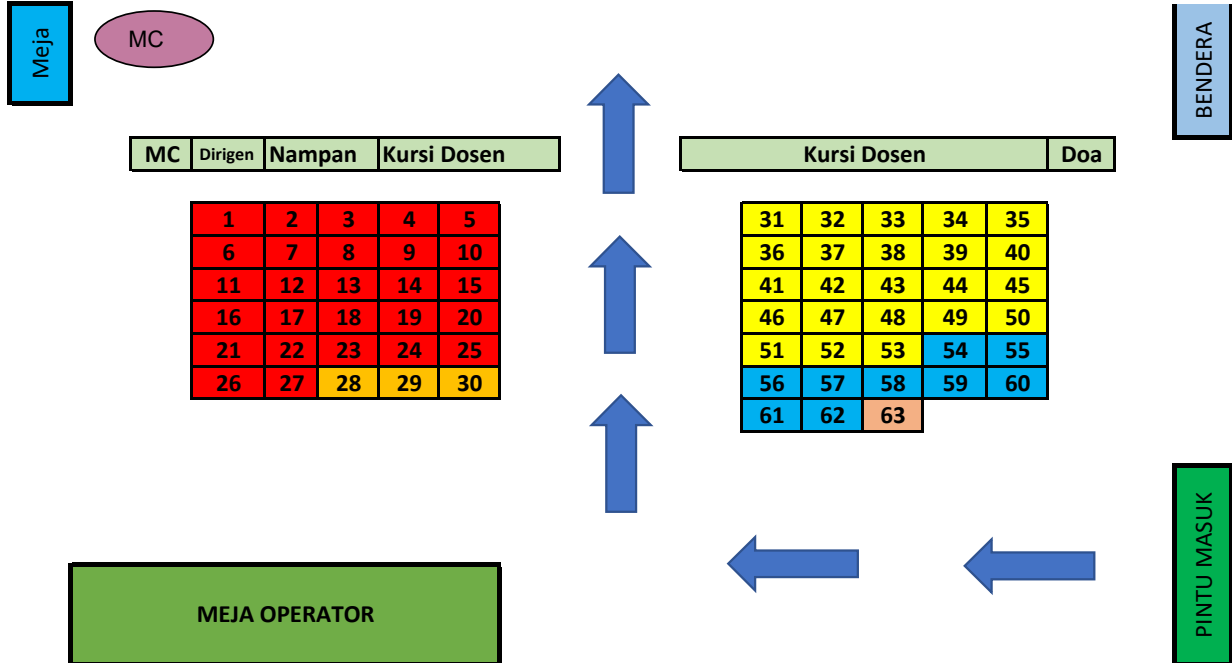 Meja
MC
BENDERA
MC Dirigen Nampan Kursi Dosen
Kursi Dosen Doa
1 2 3 4 5
6 7 8 9 10
11 12 13 14 15
16 17 18 19 20
21 22 23 24 25
26 27 28 29 30
31 32 33 34 35
36 37 38 39 40
41 42 43 44 45
46 47 48 49 50
51 52 53 54 55
56 57 58 59 60
61 62 63
MEJA OPERATOR
PINTU MASUK